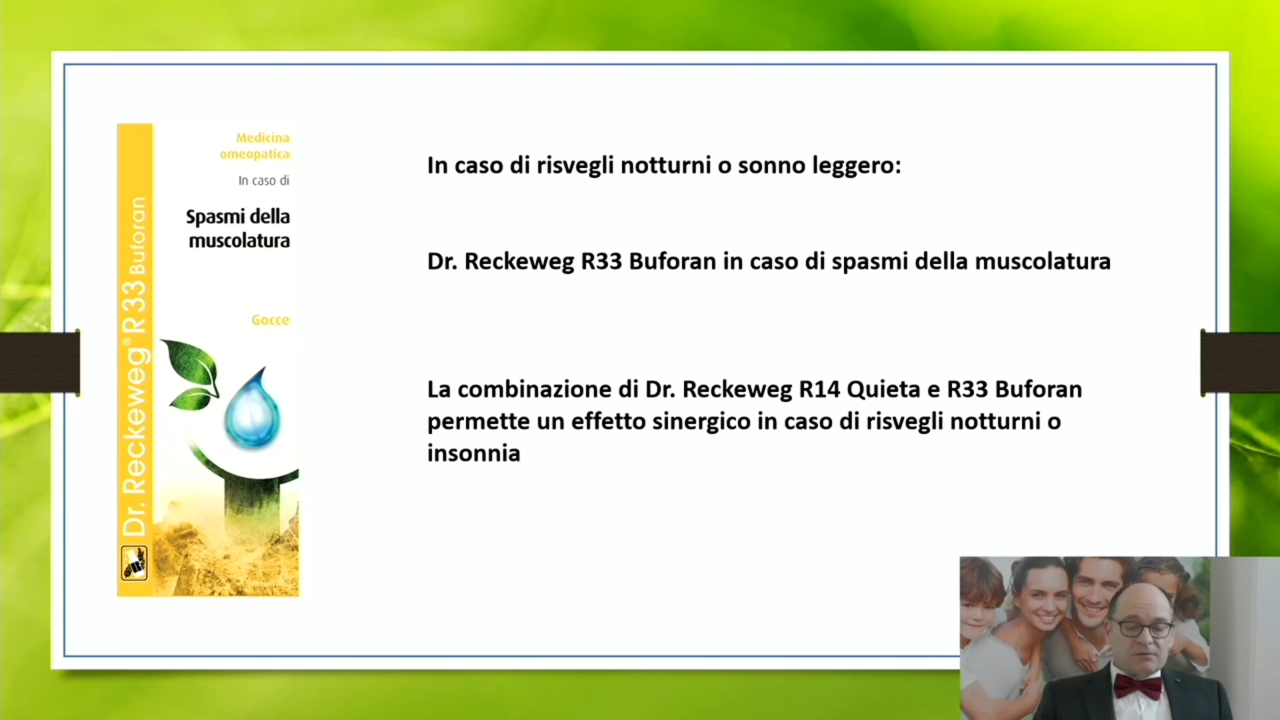 Medicina
omeopatica
In caso di
Spasmi della
muscolatura
Gocce
Dr. Reckeweg® R 33 Buforan
In caso di risvegli notturni o sonno leggero:
Dr. Reckeweg R33 Buforan in caso di spasmi della muscolatura
La combinazione di Dr. Reckeweg R14 Quieta e R33 Buforan
permette un effetto sinergico in caso di risvegli notturni o
insonnia